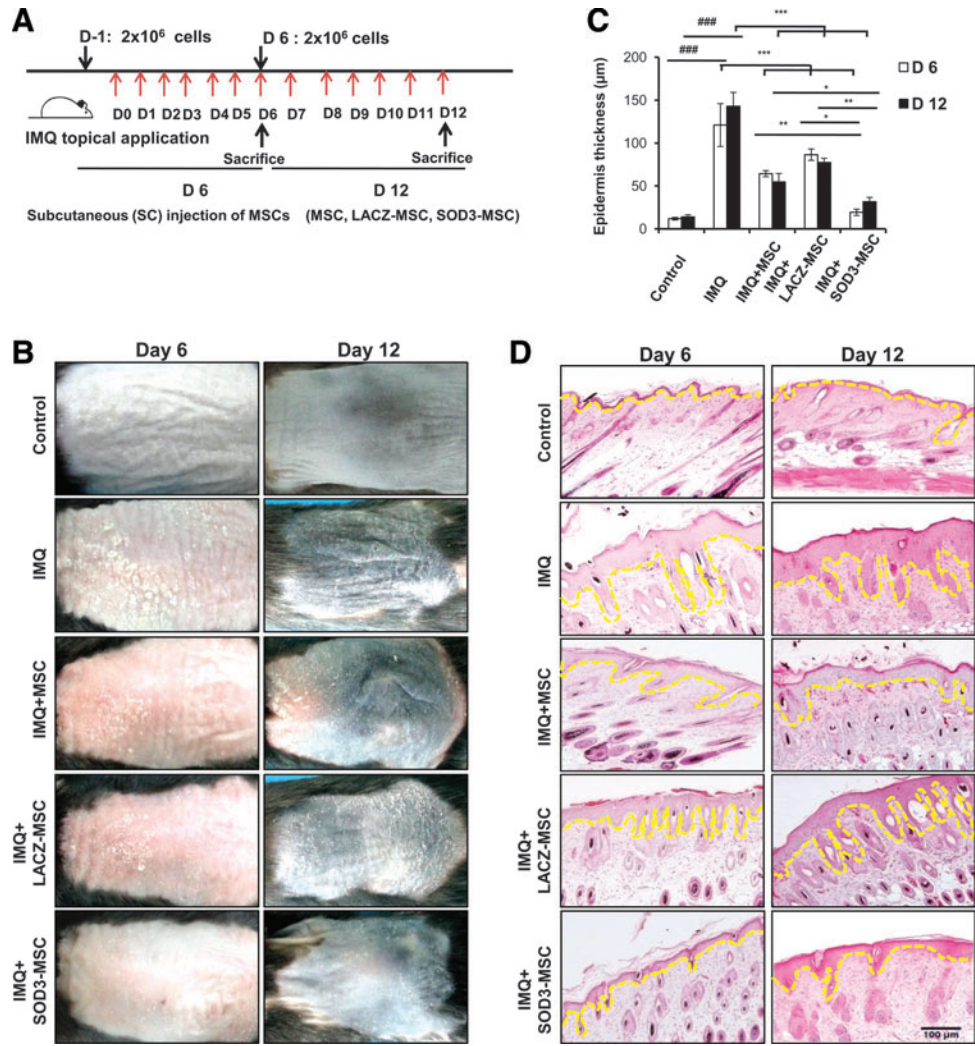 A
D-1: 2x10⁶ cells
D 6 : 2x10⁶ cells
D0 D1 D2 D3 D4 D5 D6 D7 D8 D9 D10 D11 D12
IMQ topical application
Sacrifice Sacrifice
D 6 D 12
Subcutaneous (SC) injection of MSCs (MSC, LACZ-MSC, SOD3-MSC)
C
***
###
###
***
*
**
*
**
D 6
D 12
Epidermis thickness (µm)
200
150
100
50
0
Control
IMQ
IMQ+MSC
IMQ+
LACZ-MSC
IMQ+
SOD3-MSC
B
Day 6 Day 12
Control
IMQ
IMQ+MSC
IMQ+
LACZ-MSC
IMQ+
SOD3-MSC
D
Day 6 Day 12
Control
IMQ
IMQ+MSC
IMQ+
LACZ-MSC
IMQ+
SOD3-MSC
100 µm